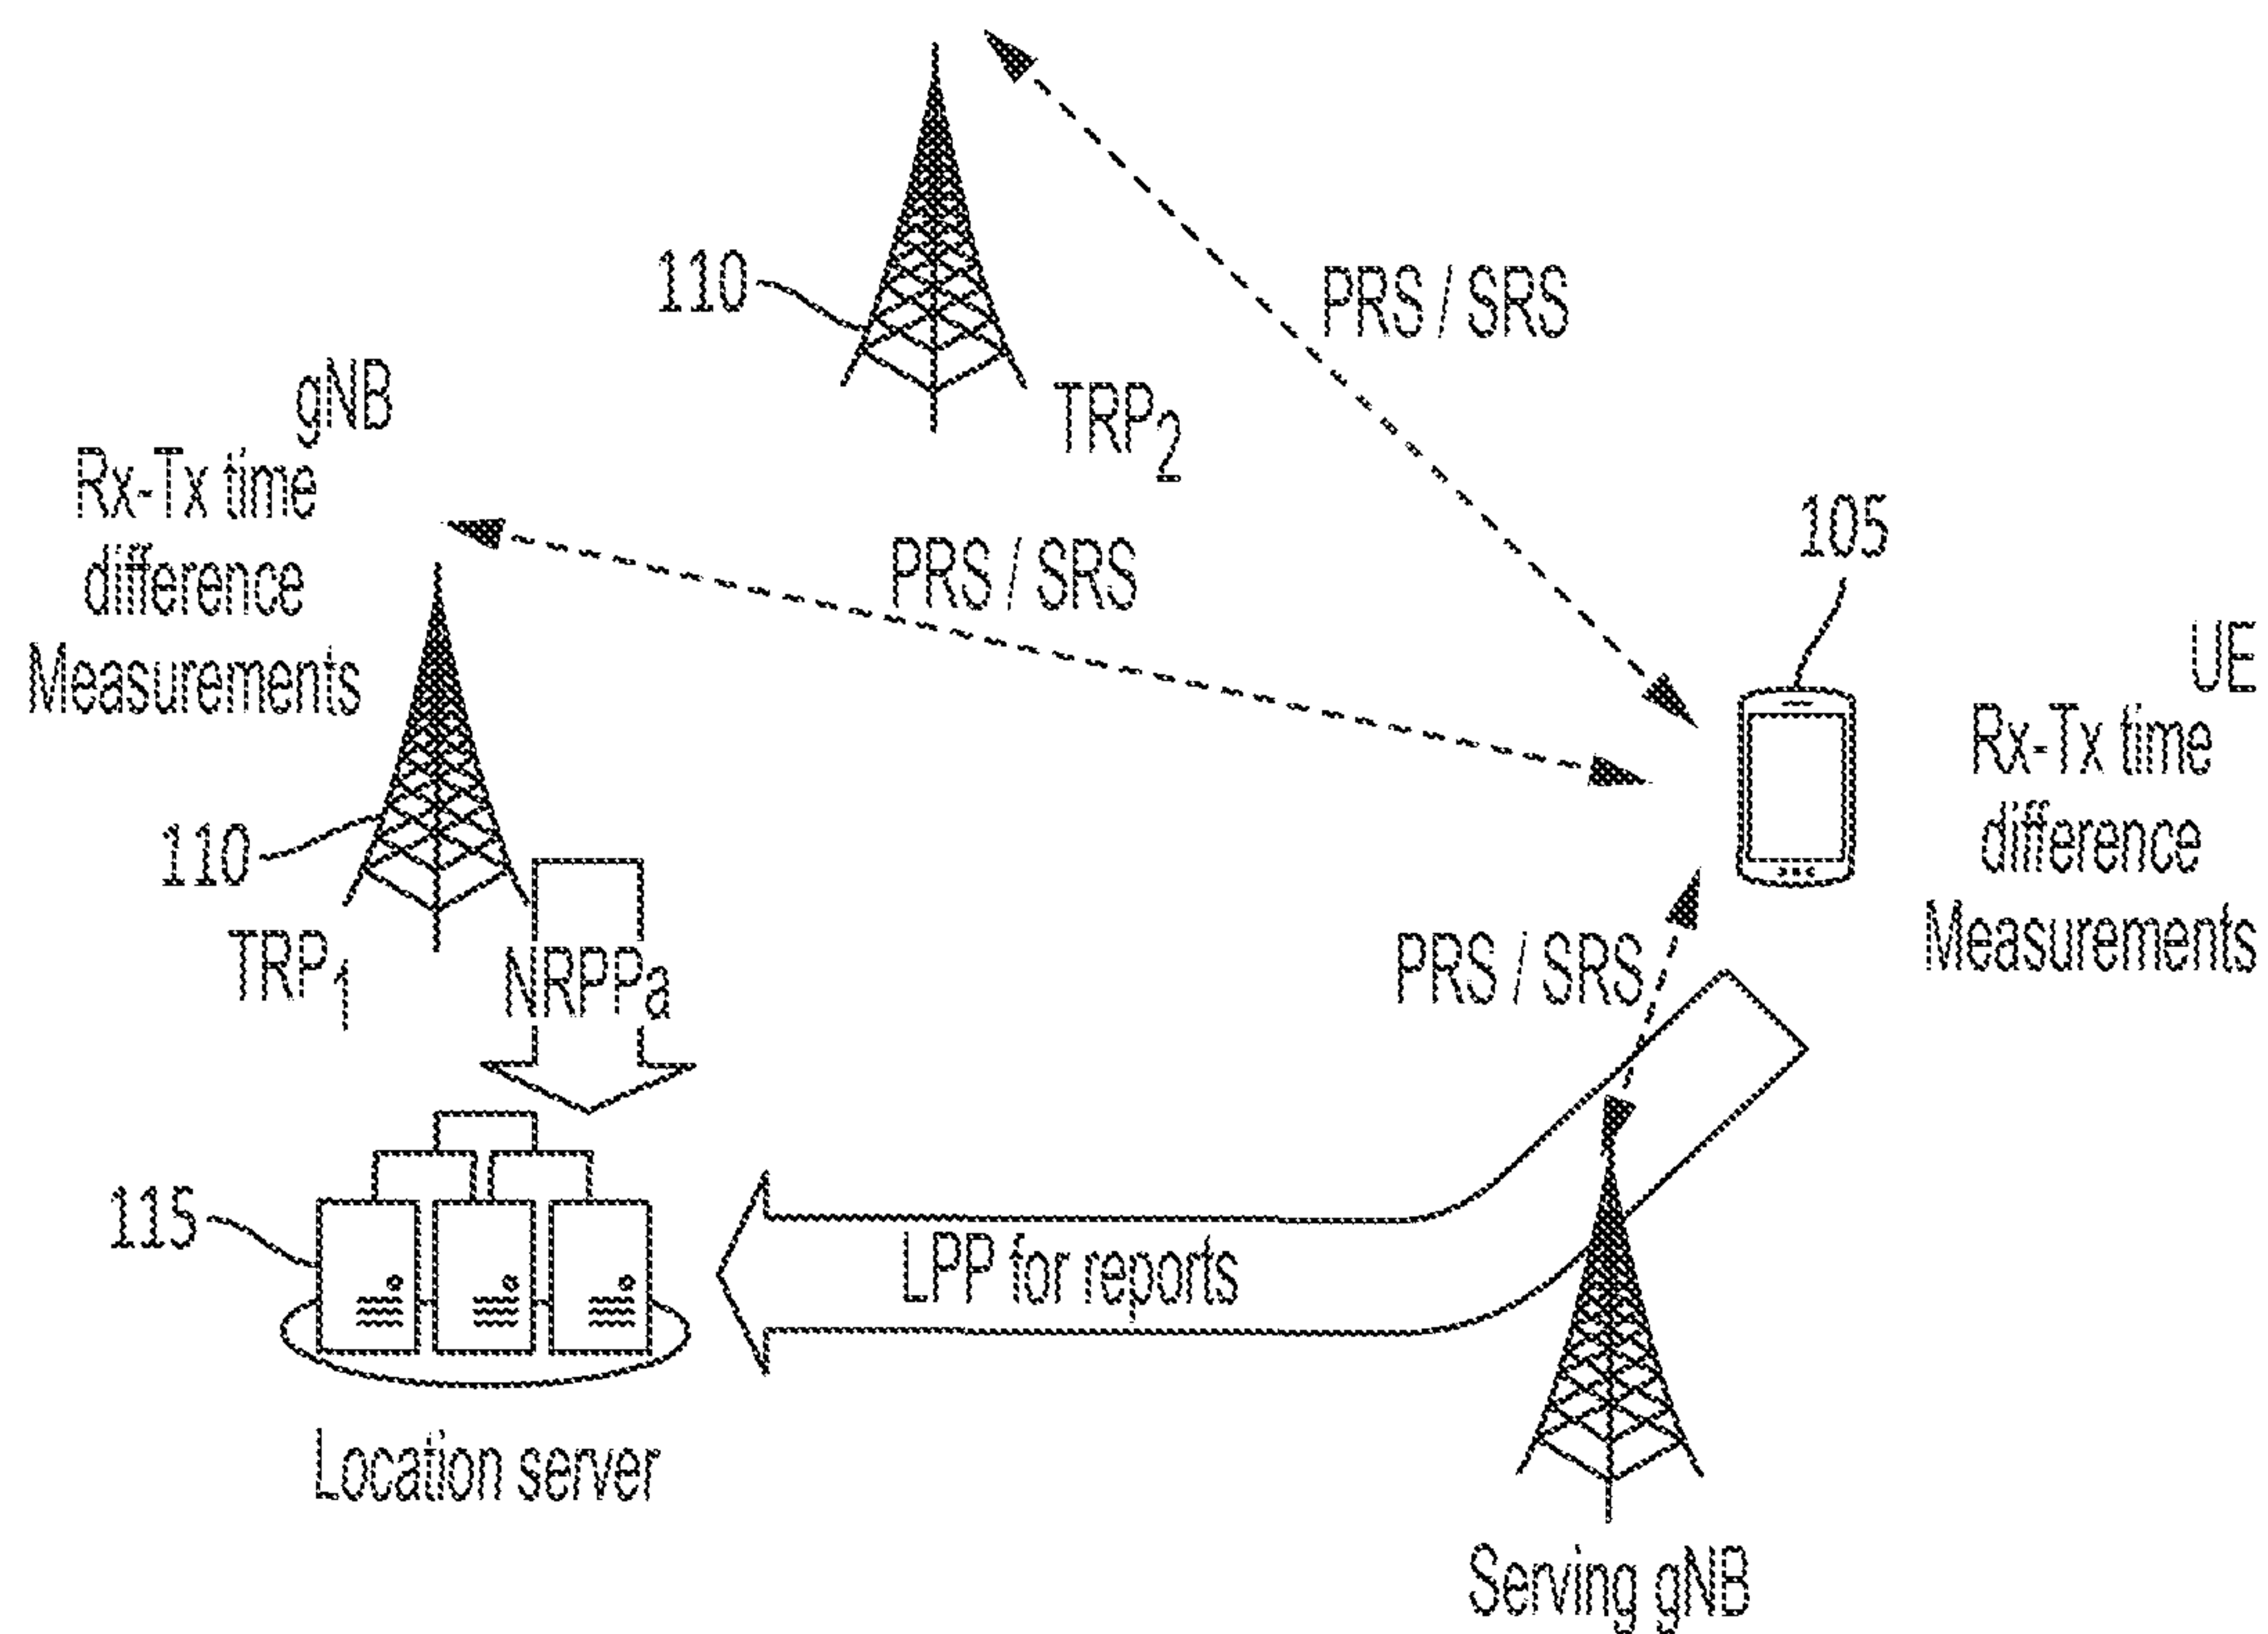 110
PRS / SRS
TRP2
gNB
Rx-Tx time
difference
Measurements
PRS / SRS
105
UE
Rx-Tx time
difference
Measurements
110
TRP1
NRPPa
PRS / SRS
115
LPP for reports
Location server
Serving gNB